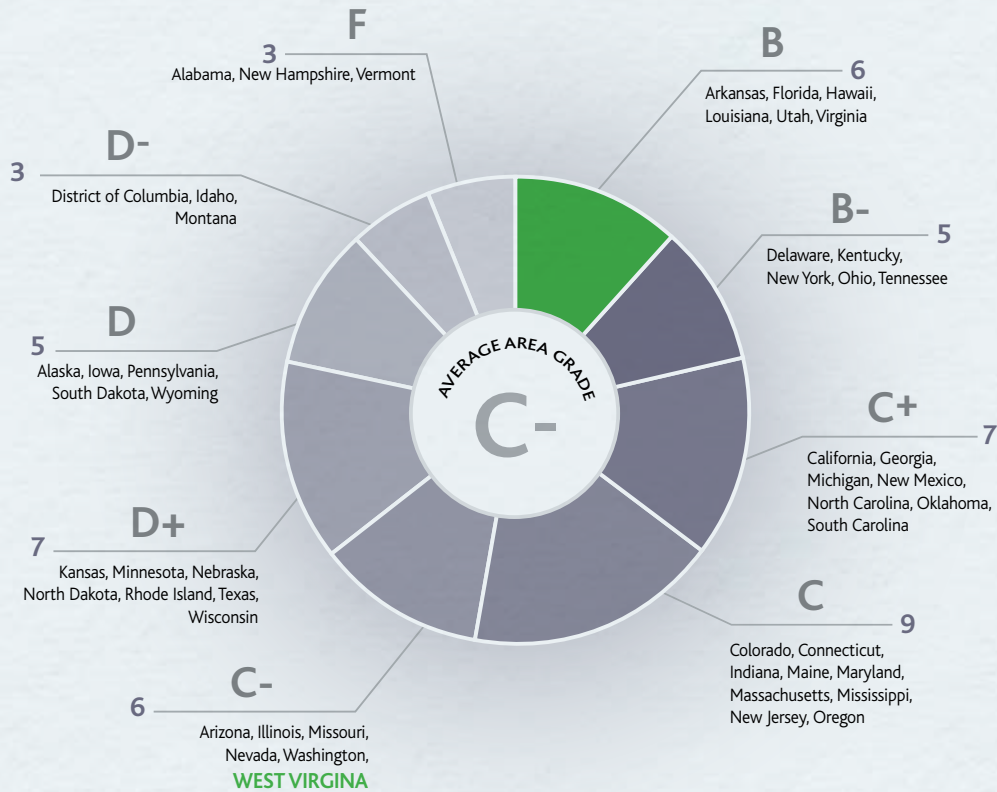 F
3
Alabama, New Hampshire, Vermont
B
6
Arkansas, Florida, Hawaii,
Louisiana, Utah, Virginia
D-
3
District of Columbia, Idaho,
Montana
B-
5
Delaware, Kentucky,
New York, Ohio, Tennessee
D
5
Alaska, Iowa, Pennsylvania,
South Dakota, Wyoming
AVERAGE AREA GRADE
C-
C+
7
California, Georgia,
Michigan, New Mexico,
North Carolina, Oklahoma,
South Carolina
D+
7
Kansas, Minnesota, Nebraska,
North Dakota, Rhode Island, Texas,
Wisconsin
C
9
Colorado, Connecticut,
Indiana, Maine, Maryland,
Massachusetts, Mississippi,
New Jersey, Oregon
C-
6
Arizona, Illinois, Missouri,
Nevada, Washington,
WEST VIRGINA